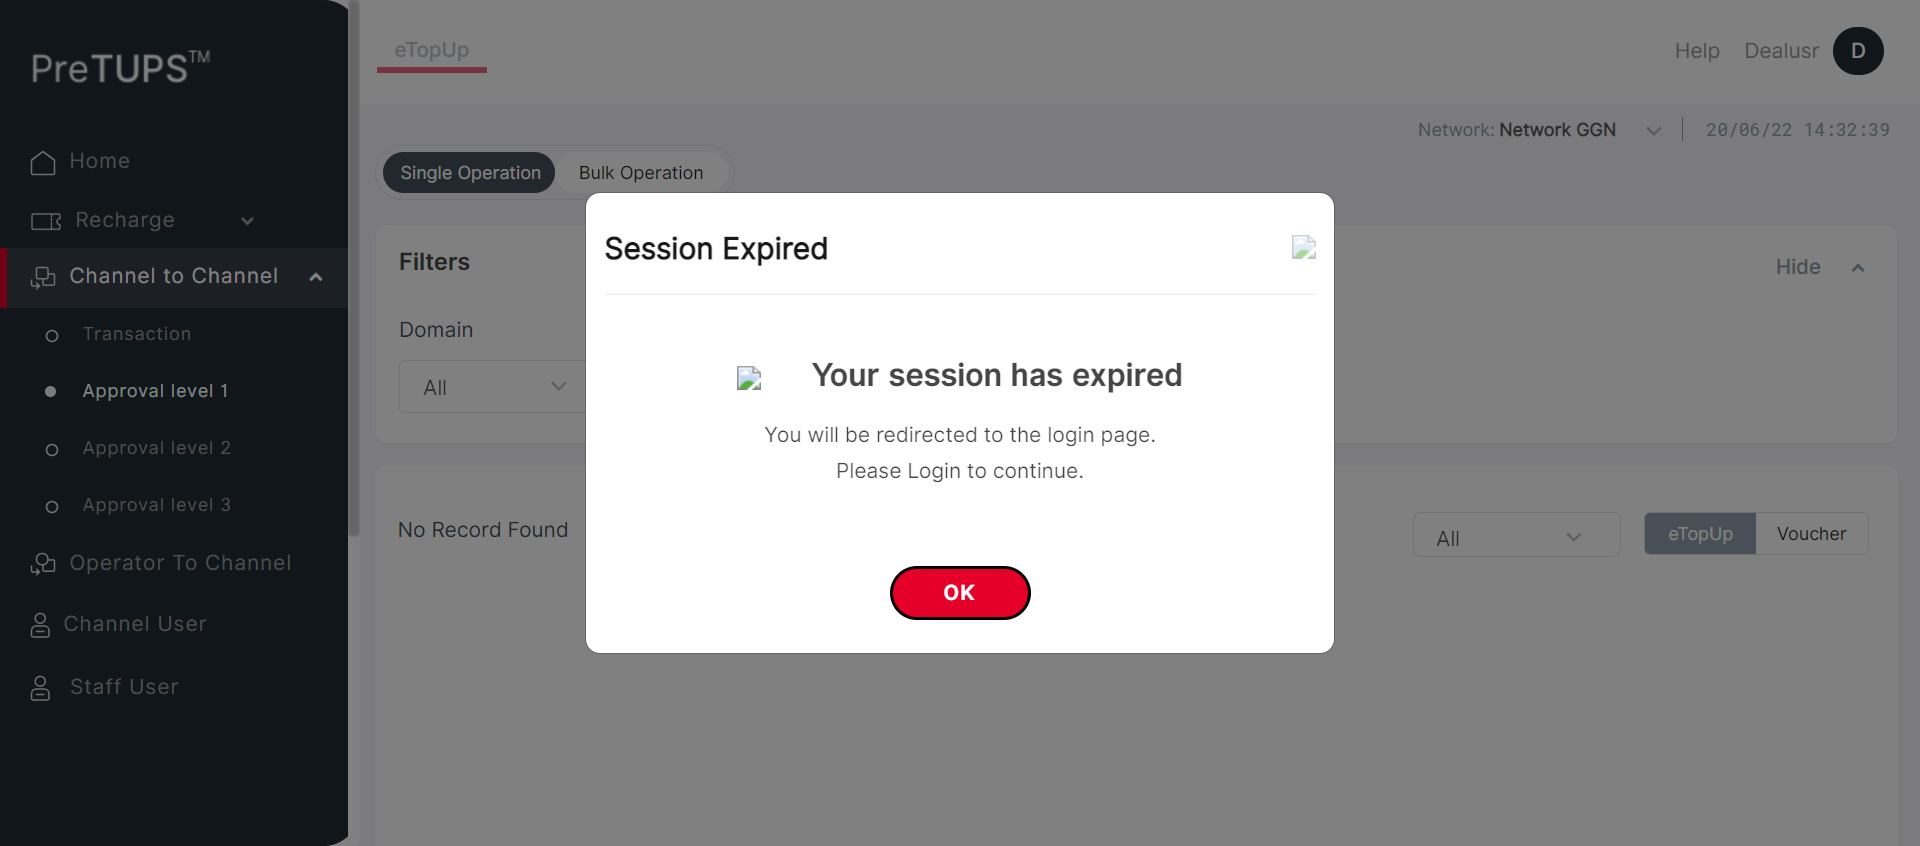 PreTUPS™
Home
Recharge
Channel to Channel
Transaction
Approval level 1
Approval level 2
Approval level 3
Operator To Channel
Channel User
Staff User
eTopUp
Help Dealusr D
Network: Network GGN 20/06/22 14:32:39
Single Operation Bulk Operation
Filters
Hide
Domain
All
No Record Found
All
eTopUp Voucher
Session Expired
Your session has expired
You will be redirected to the login page.
Please Login to continue.
OK